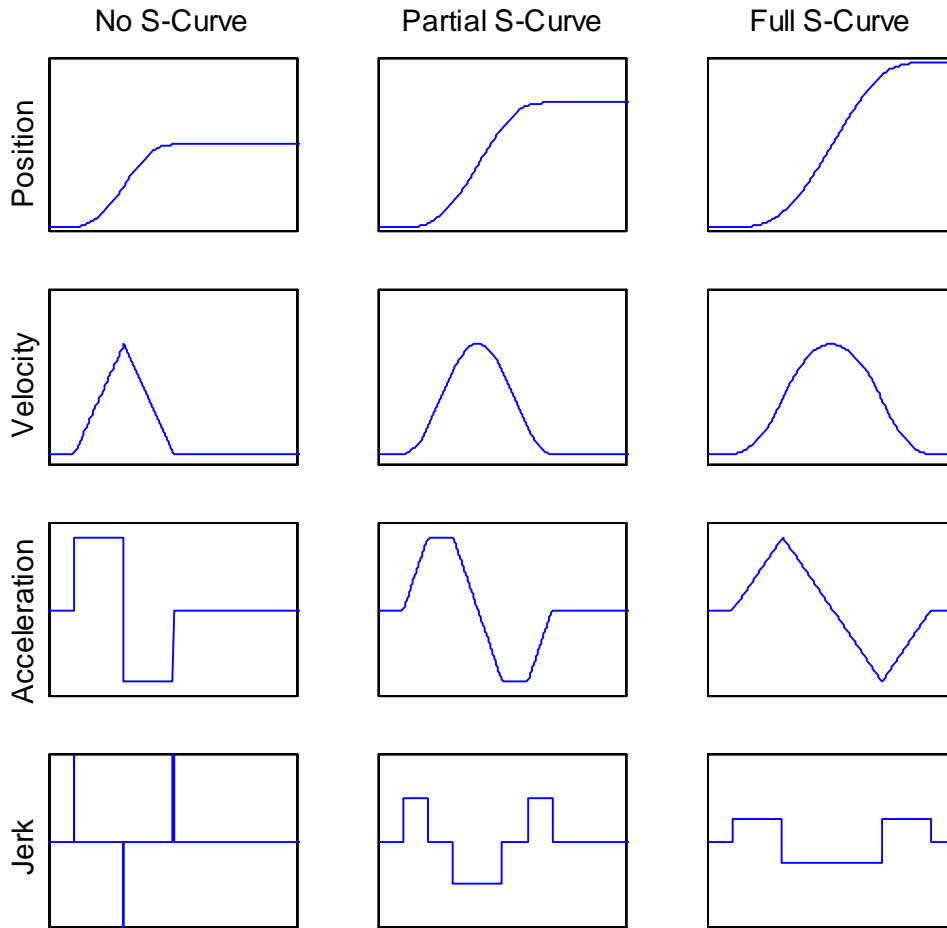 No S-Curve
Partial S-Curve
Full S-Curve
Position
Velocity
Acceleration
Jerk